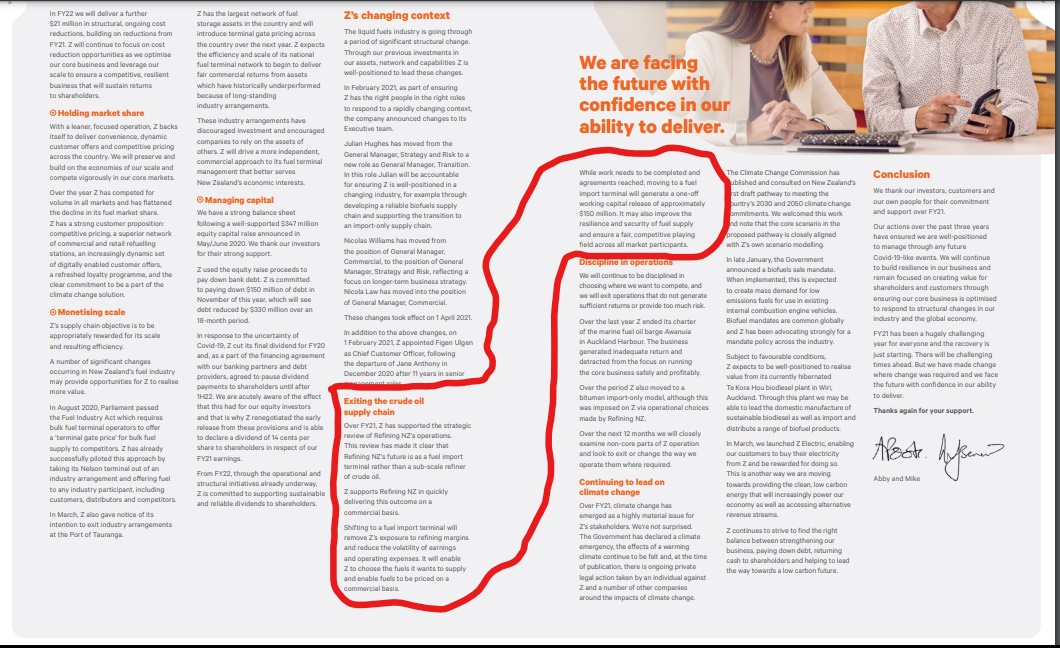 In FY22 we will deliver a further
$21 million in structural, ongoing cost
reductions, building on reductions from
FY21. Z will continue to focus on cost
reduction opportunities as we optimise
our core business and leverage our
scale to ensure a competitive, resilient
business that will sustain returns
to shareholders.
Holding market share
With a leaner, focused operation, Z backs
itself to deliver convenience, dynamic
customer offers and competitive pricing
across the country. We will preserve and
build on the economies of our scale and
compete vigorously in our core markets.
Over the year Z has competed for
volume in all markets and has flattened
the decline in its fuel market share.
Z has a strong customer proposition:
competitive pricing, a superior network
of commercial and retail refuelling
stations, an increasingly dynamic set
of digitally enabled customer offers,
a refreshed loyalty programme, and the
clear commitment to be a part of the
climate change solution.
Monetising scale
Z's supply chain objective is to be
appropriately rewarded for its scale
and resulting efficiency.
A number of significant changes
occurring in New Zealand's fuel industry
may provide opportunities for Z to realise
more value.
In August 2020, Parliament passed
the Fuel Industry Act which requires
bulk fuel terminal operators to offer
a 'terminal gate price' for bulk fuel
supply to competitors. Z has already
successfully piloted this approach by
taking its Nelson terminal out of an
industry arrangement and offering fuel
to any industry participant, including
customers, distributors and competitors.
In March, Z also gave notice of its
intention to exit industry arrangements
at the Port of Tauranga.
Z has the largest network of fuel
storage assets in the country and will
introduce terminal gate pricing across
the country over the next year. Z expects
the efficiency and scale of its national
fuel terminal network to begin to deliver
fair commercial returns from assets
which have historically underperformed
because of long-standing
industry arrangements.
These industry arrangements have
discouraged investment and encouraged
companies to rely on the assets of
others. Z will drive a more independent,
commercial approach to its fuel terminal
management that better serves
New Zealand's economic interests.
Managing capital
We have a strong balance sheet
following a well-supported $347 million
equity capital raise announced in
May/June 2020. We thank our investors
for their strong support.
Z used the equity raise proceeds to
pay down bank debt. Z is committed
to paying down $150 million of debt in
November of this year, which will see
debt reduced by $330 million over an
18-month period.
In response to the uncertainty of
Covid-19, Z cut its final dividend for FY20
and, as a part of the financing agreement
with our banking partners and debt
providers, agreed to pause dividend
payments to shareholders until after
1H22. We are acutely aware of the effect
that this had for our equity investors
and that is why Z renegotiated the early
release from these provisions and is able
to declare a dividend of 14 cents per
share to shareholders in respect of our
FY21 earnings.
From FY22, through the operational and
structural initiatives already underway,
Z is committed to supporting sustainable
and reliable dividends to shareholders.
Z's changing context
The liquid fuels industry is going through
a period of significant structural change.
Through our previous investments in
our assets, network and capabilities Z is
well-positioned to lead these changes.
In February 2021, as part of ensuring
Z has the right people in the right roles
to respond to a rapidly changing context,
the company announced changes to its
Executive team.
Julian Hughes has moved from the
General Manager, Strategy and Risk to a
new role as General Manager, Transition.
In this role Julian will be accountable
for ensuring Z is well-positioned in a
changing industry, for example through
developing a reliable biofuels supply
chain and supporting the transition to
an import-only supply chain.
Nicolas Williams has moved from
the position of General Manager,
Commercial, to the position of General
Manager, Strategy and Risk, reflecting a
focus on longer-term business strategy.
Nicola Law has moved into the position
of General Manager, Commercial.
These changes took effect on 1 April 2021.
In addition to the above changes, on
1 February 2021, Z appointed Figen Ulgen
as Chief Customer Officer, following
the departure of Jane Anthony in
December 2020 after 11 years in senior
management roles.
Exiting the crude oil
supply chain
Over FY21, Z has supported the strategic
review of Refining NZ's operations.
This review has made it clear that
Refining NZ's future is as a fuel import
terminal rather than a sub-scale refiner
of crude oil.
Z supports Refining NZ in quickly
delivering this outcome on a
commercial basis.
Shifting to a fuel import terminal will
remove Z's exposure to refining margins
and reduce the volatility of earnings
and operating expenses. It will enable
Z to choose the fuels it wants to supply
and enable fuels to be priced on a
commercial basis.
We are facing
the future with
confidence in our
ability to deliver.
While work needs to be completed and
agreements reached, moving to a fuel
import terminal will generate a one-off
working capital release of approximately
$150 million. It may also improve the
resilience and security of fuel supply
and ensure a fair, competitive playing
field across all market participants.
Discipline in operations
We will continue to be disciplined in
choosing where we want to compete, and
we will exit operations that do not generate
sufficient returns or provide too much risk.
Over the last year Z ended its charter
of the marine fuel oil barge Awanuia
in Auckland Harbour. The business
generated inadequate return and
detracted from the focus on running
the core business safely and profitably.
Over the period Z also moved to a
bitumen import-only model, although this
was imposed on Z via operational choices
made by Refining NZ.
Over the next 12 months we will closely
examine non-core parts of Z operation
and look to exit or change the way we
operate them where required.
Continuing to lead on
climate change
Over FY21, climate change has
emerged as a highly material issue for
Z's stakeholders. We're not surprised.
The Government has declared a climate
emergency, the effects of a warming
climate continue to be felt and, at the time
of publication, there is ongoing private
legal action taken by an individual against
Z and a number of other companies
around the impacts of climate change.
The Climate Change Commission has
published and consulted on New Zealand's
first draft pathway to meeting the
country's 2030 and 2050 climate change
commitments. We welcomed this work
and note that the core scenario in the
proposed pathway is closely aligned
with Z's own scenario modelling.
In late January, the Government
announced a biofuels sale mandate.
When implemented, this is expected
to create mass demand for low
emissions fuels for use in existing
internal combustion engine vehicles.
Biofuel mandates are common globally
and Z has been advocating strongly for a
mandate policy across the industry.
Subject to favourable conditions,
Z expects to be well-positioned to realise
value from its currently hibernated
Te Kora Hou biodiesel plant in Wiri,
Auckland. Through this plant we may be
able to lead the domestic manufacture of
sustainable biodiesel as well as import and
distribute a range of biofuel products.
In March, we launched Z Electric, enabling
our customers to buy their electricity
from Z and be rewarded for doing so.
This is another way we are moving
towards providing the clean, low carbon
energy that will increasingly power our
economy as well as accessing alternative
revenue streams.
Z continues to strive to find the right
balance between strengthening our
business, paying down debt, returning
cash to shareholders and helping to lead
the way towards a low carbon future.
Conclusion
We thank our investors, customers and
our own people for their commitment
and support over FY21.
Our actions over the past three years
have ensured we are well-positioned
to manage through any future
Covid-19-like events. We will continue
to build resilience in our business and
remain focused on creating value for
shareholders and customers through
ensuring our core business is optimised
to respond to structural changes in our
industry and the global economy.
FY21 has been a hugely challenging
year for everyone and the recovery is
just starting. There will be challenging
times ahead. But we have made change
where change was required and we face
the future with confidence in our ability
to deliver.
Thanks again for your support.
Abby and Mike